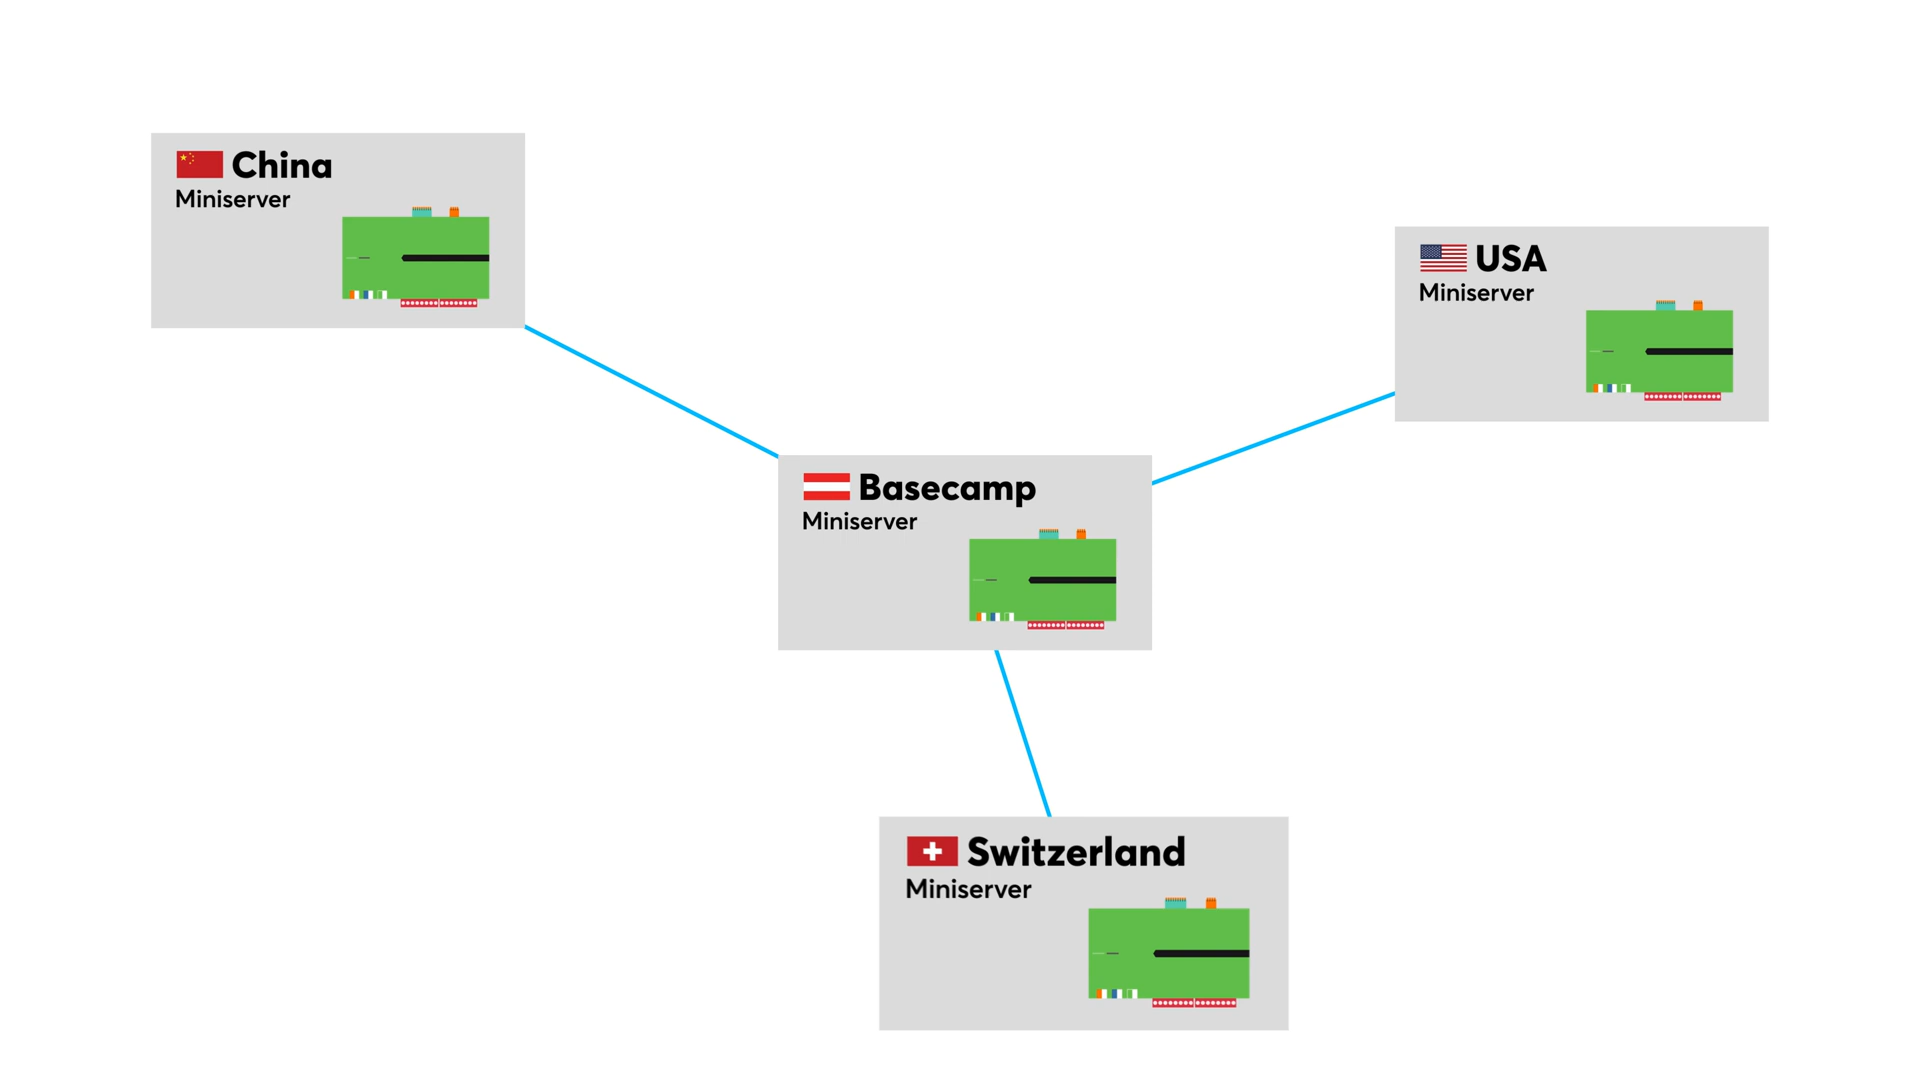 China
Miniserver
USA
Miniserver
Basecamp
Miniserver
Switzerland
Miniserver